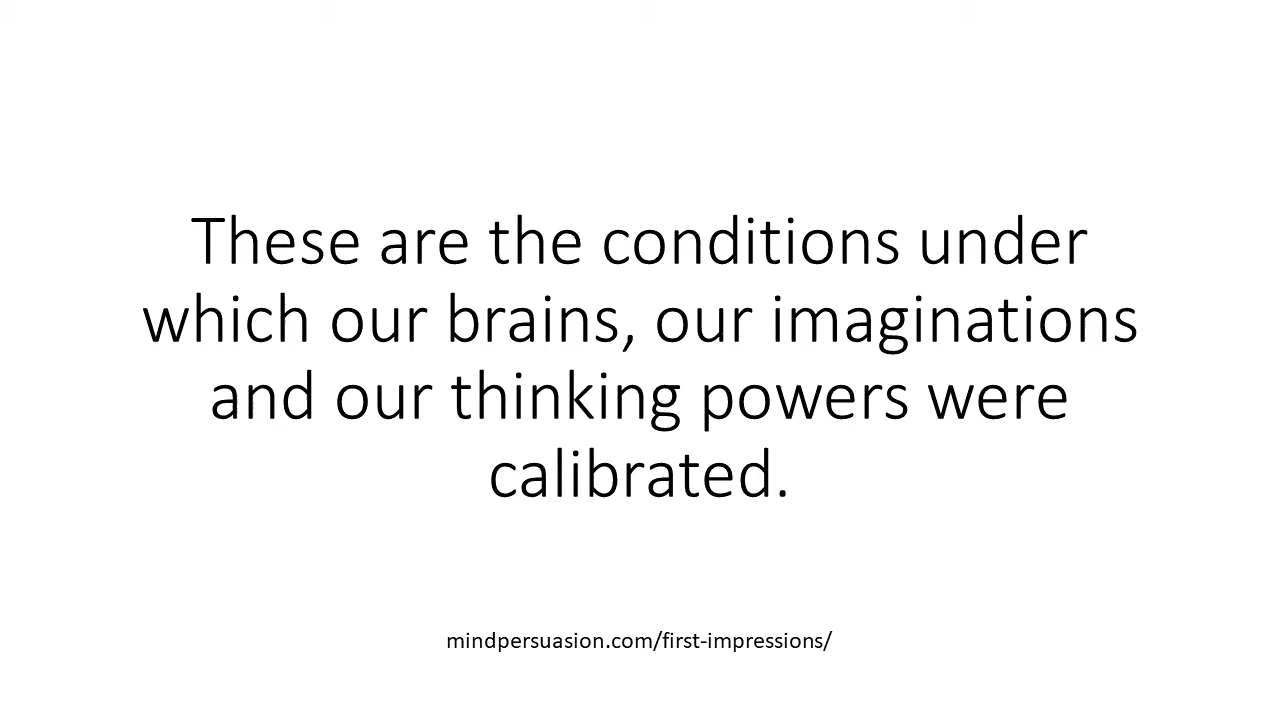 These are the conditions under
which our brains, our imaginations
and our thinking powers were
calibrated.
mindpersuasion.com/first-impressions/